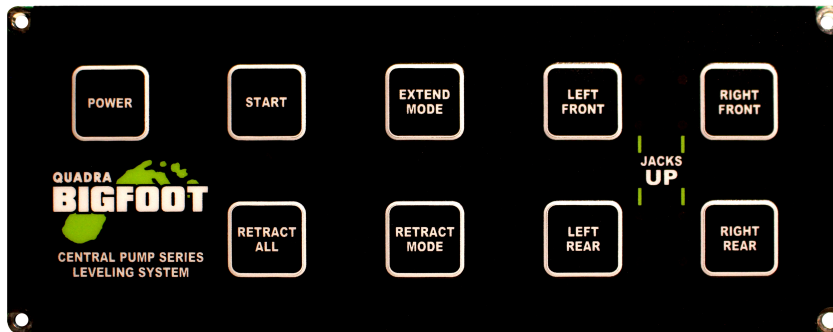 POWER
START
EXTEND
MODE
LEFT
FRONT
RIGHT
FRONT
JACKS
UP
QUADRA
BIGFOOT
CENTRAL PUMP SERIES
LEVELING SYSTEM
RETRACT
ALL
RETRACT
MODE
LEFT
REAR
RIGHT
REAR